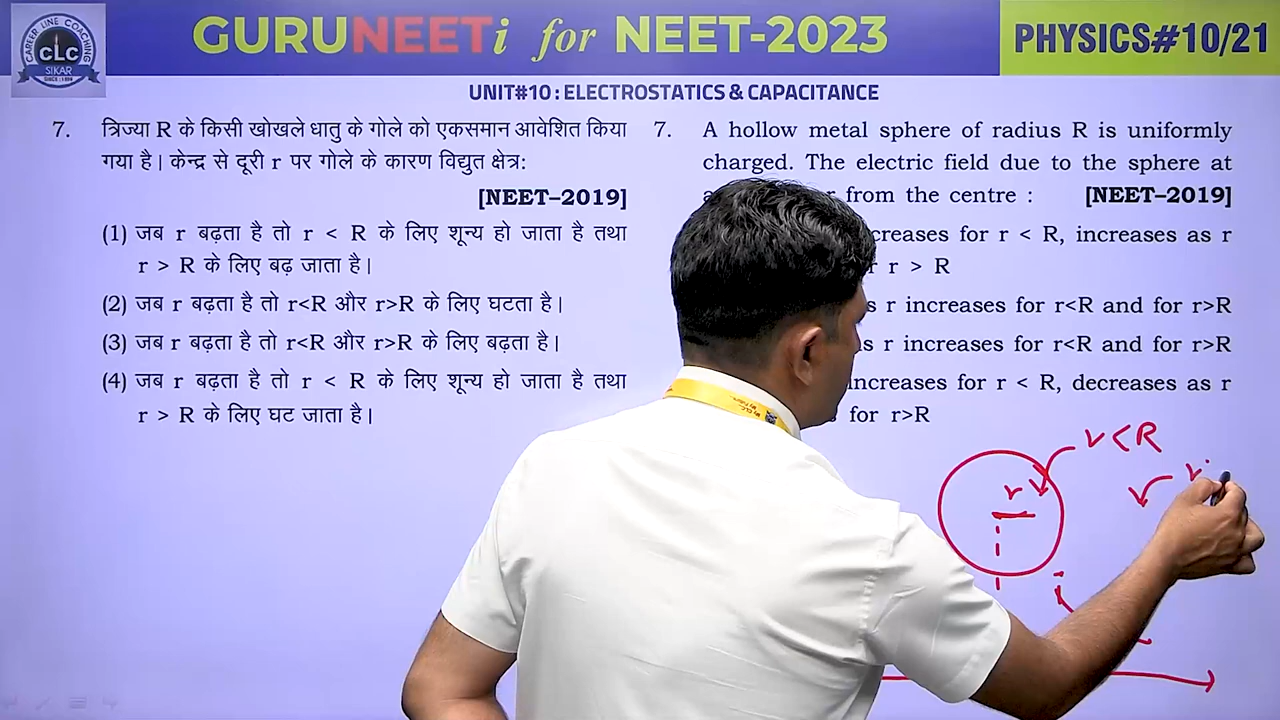 CAREER LINE COACHING
CLC
SIKAR
SINCE : 1996
GURUNEETi for NEET-2023
PHYSICS#10/21
UNIT#10 : ELECTROSTATICS & CAPACITANCE
7. त्रिज्या R के किसी खोखले धातु के गोले को एकसमान आवेशित किया
गया है। केन्द्र से दूरी r पर गोले के कारण विद्युत क्षेत्र:
[NEET–2019]
(1) जब r बढ़ता है तो r < R के लिए शून्य हो जाता है तथा
r > R के लिए बढ़ जाता है।
(2) जब r बढ़ता है तो r<R और r>R के लिए घटता है।
(3) जब r बढ़ता है तो r<R और r>R के लिए बढ़ता है।
(4) जब r बढ़ता है तो r < R के लिए शून्य हो जाता है तथा
r > R के लिए घट जाता है।
7. A hollow metal sphere of radius R is uniformly
charged. The electric field due to the sphere at
r from the centre : [NEET–2019]
creases for r < R, increases as r
r > R
s r increases for r<R and for r>R
as r increases for r<R and for r>R
increases for r < R, decreases as r
for r>R
r<R
r
r